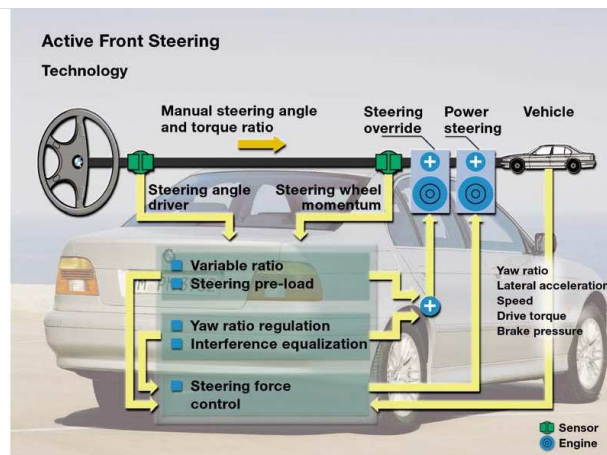 Active Front Steering
Technology
Manual steering angle
and torque ratio
Steering
override
Power
steering
Vehicle
Steering angle
driver
Steering wheel
momentum
Variable ratio
Steering pre-load
Yaw ratio regulation
Interference equalization
Steering force
control
Yaw ratio
Lateral acceleration
Speed
Drive torque
Brake pressure
Sensor
Engine